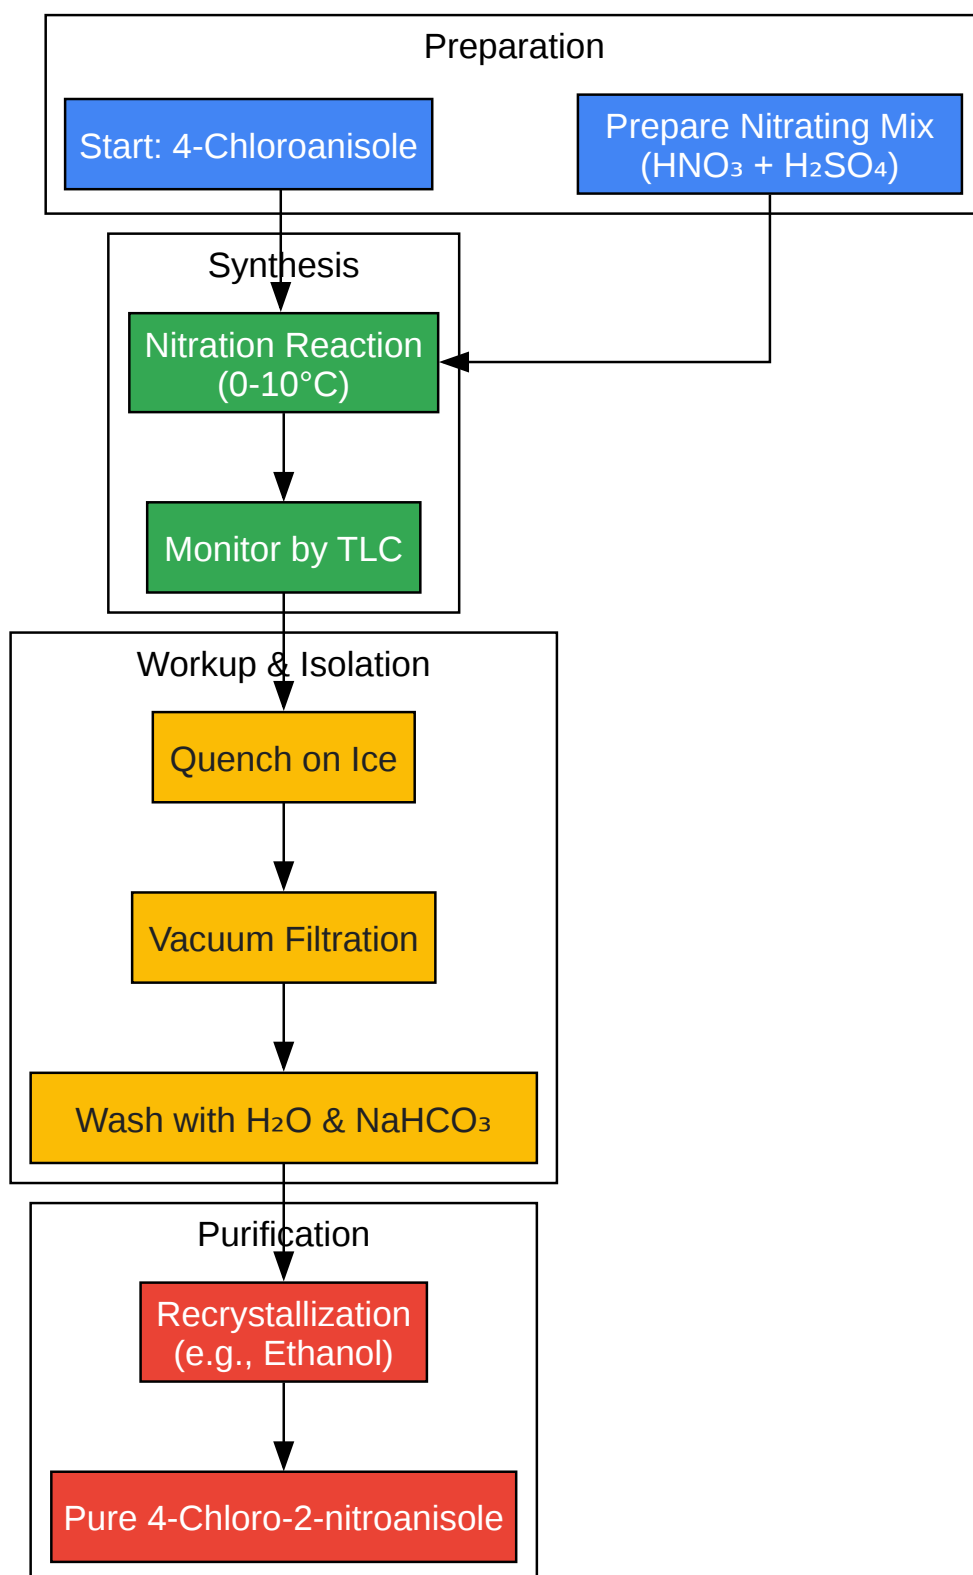 Preparation
Start: 4-Chloroanisole
Prepare Nitrating Mix
(HNO₃ + H₂SO₄)
Synthesis
Nitration Reaction
(0-10°C)
Monitor by TLC
Workup & Isolation
Quench on Ice
Vacuum Filtration
Wash with H₂O & NaHCO₃
Purification
Recrystallization
(e.g., Ethanol)
Pure 4-Chloro-2-nitroanisole